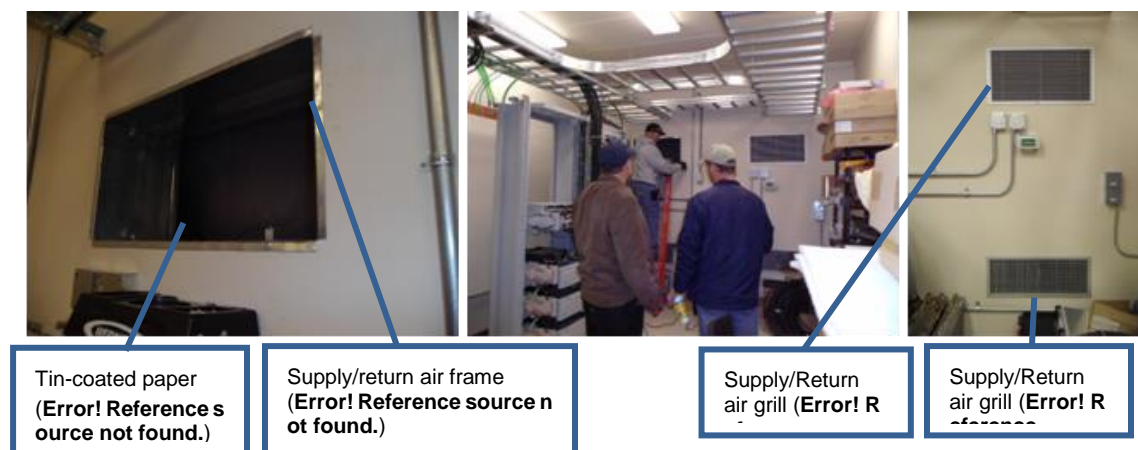 Tin-coated paper
(Error! Reference s
ource not found.)
Supply/return air frame
(Error! Reference source n
ot found.)
Supply/Return
air grill (Error! R
Supply/Return
air grill (Error! R
eference